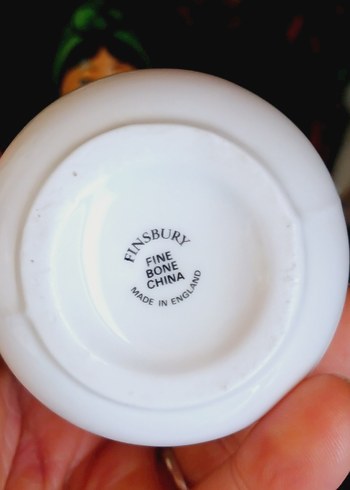 FINSBURY
FINE
BONE
CHINA
MADE IN ENGLAND